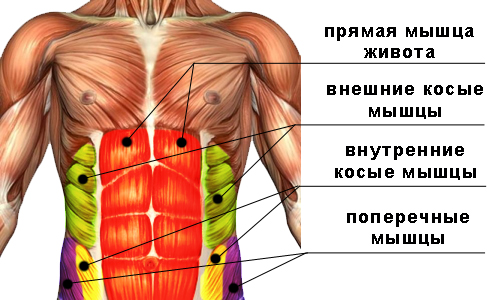 прямая мышца
живота
внешние косые
мышцы
внутренние
косые мышцы
поперечные
мышцы